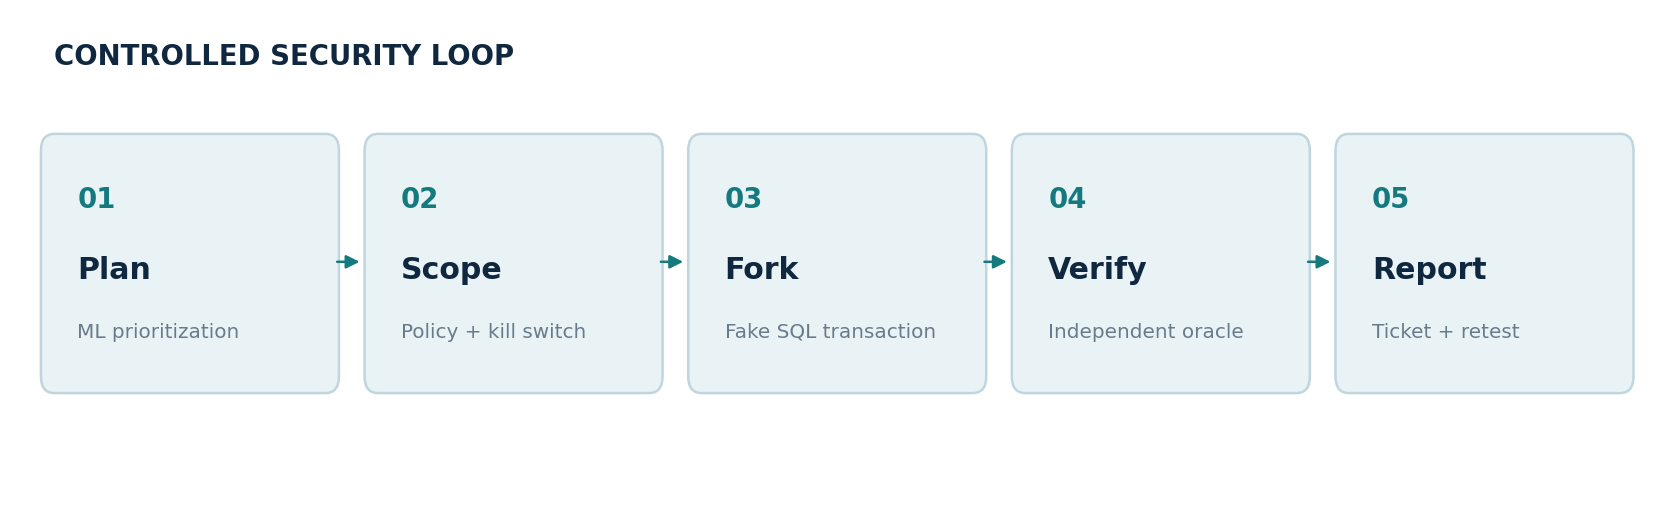 CONTROLLED SECURITY LOOP
01
Plan
ML prioritization
02
Scope
Policy + kill switch
03
Fork
Fake SQL transaction
04
Verify
Independent oracle
05
Report
Ticket + retest